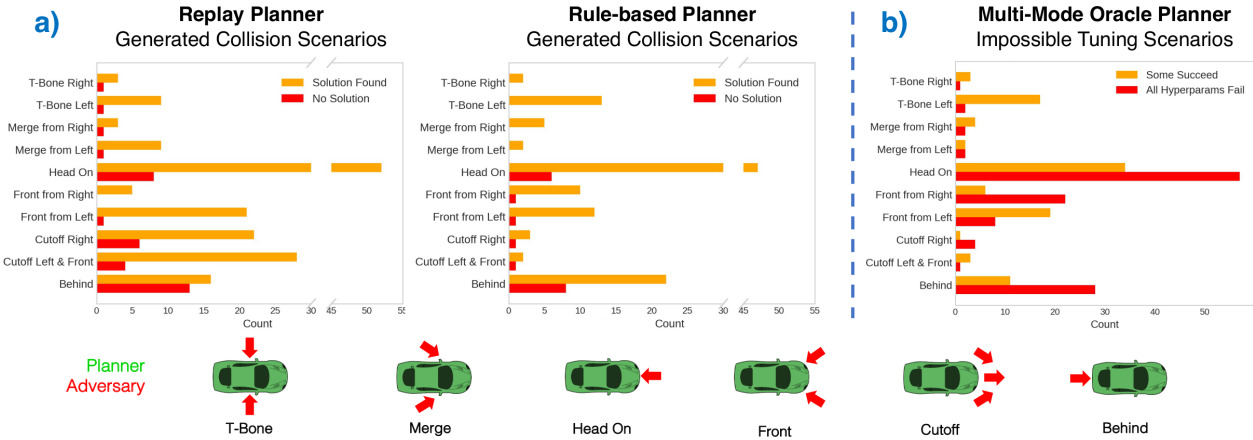 a)
Replay Planner
Generated Collision Scenarios
T-Bone Right
T-Bone Left
Merge from Right
Merge from Left
Head On
Front from Right
Front from Left
Cutoff Right
Cutoff Left & Front
Behind
Solution Found
No Solution
0 5 10 15 20 25 30 45 50 55
Count
Rule-based Planner
Generated Collision Scenarios
T-Bone Right
T-Bone Left
Merge from Right
Merge from Left
Head On
Front from Right
Front from Left
Cutoff Right
Cutoff Left & Front
Behind
Solution Found
No Solution
0 5 10 15 20 25 30 45 50 55
Count
b)
Multi-Mode Oracle Planner
Impossible Tuning Scenarios
T-Bone Right
T-Bone Left
Merge from Right
Merge from Left
Head On
Front from Right
Front from Left
Cutoff Right
Cutoff Left & Front
Behind
Some Succeed
All Hyperparams Fail
0 10 20 30 40 50
Count
Planner
Adversary
T-Bone
Merge
Head On
Front
Cutoff
Behind